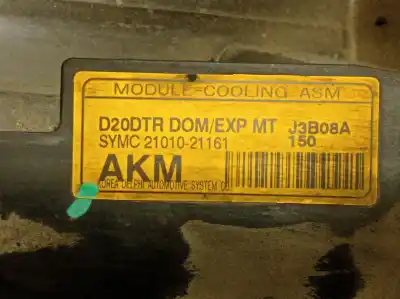 MODULE-COOLING ASM
D20DTR DOM/EXP MT J3B08A
SYMC 21010-21161 150
AKM
KOREA DELPHI AUTOMOTIVE SYSTEM CO.